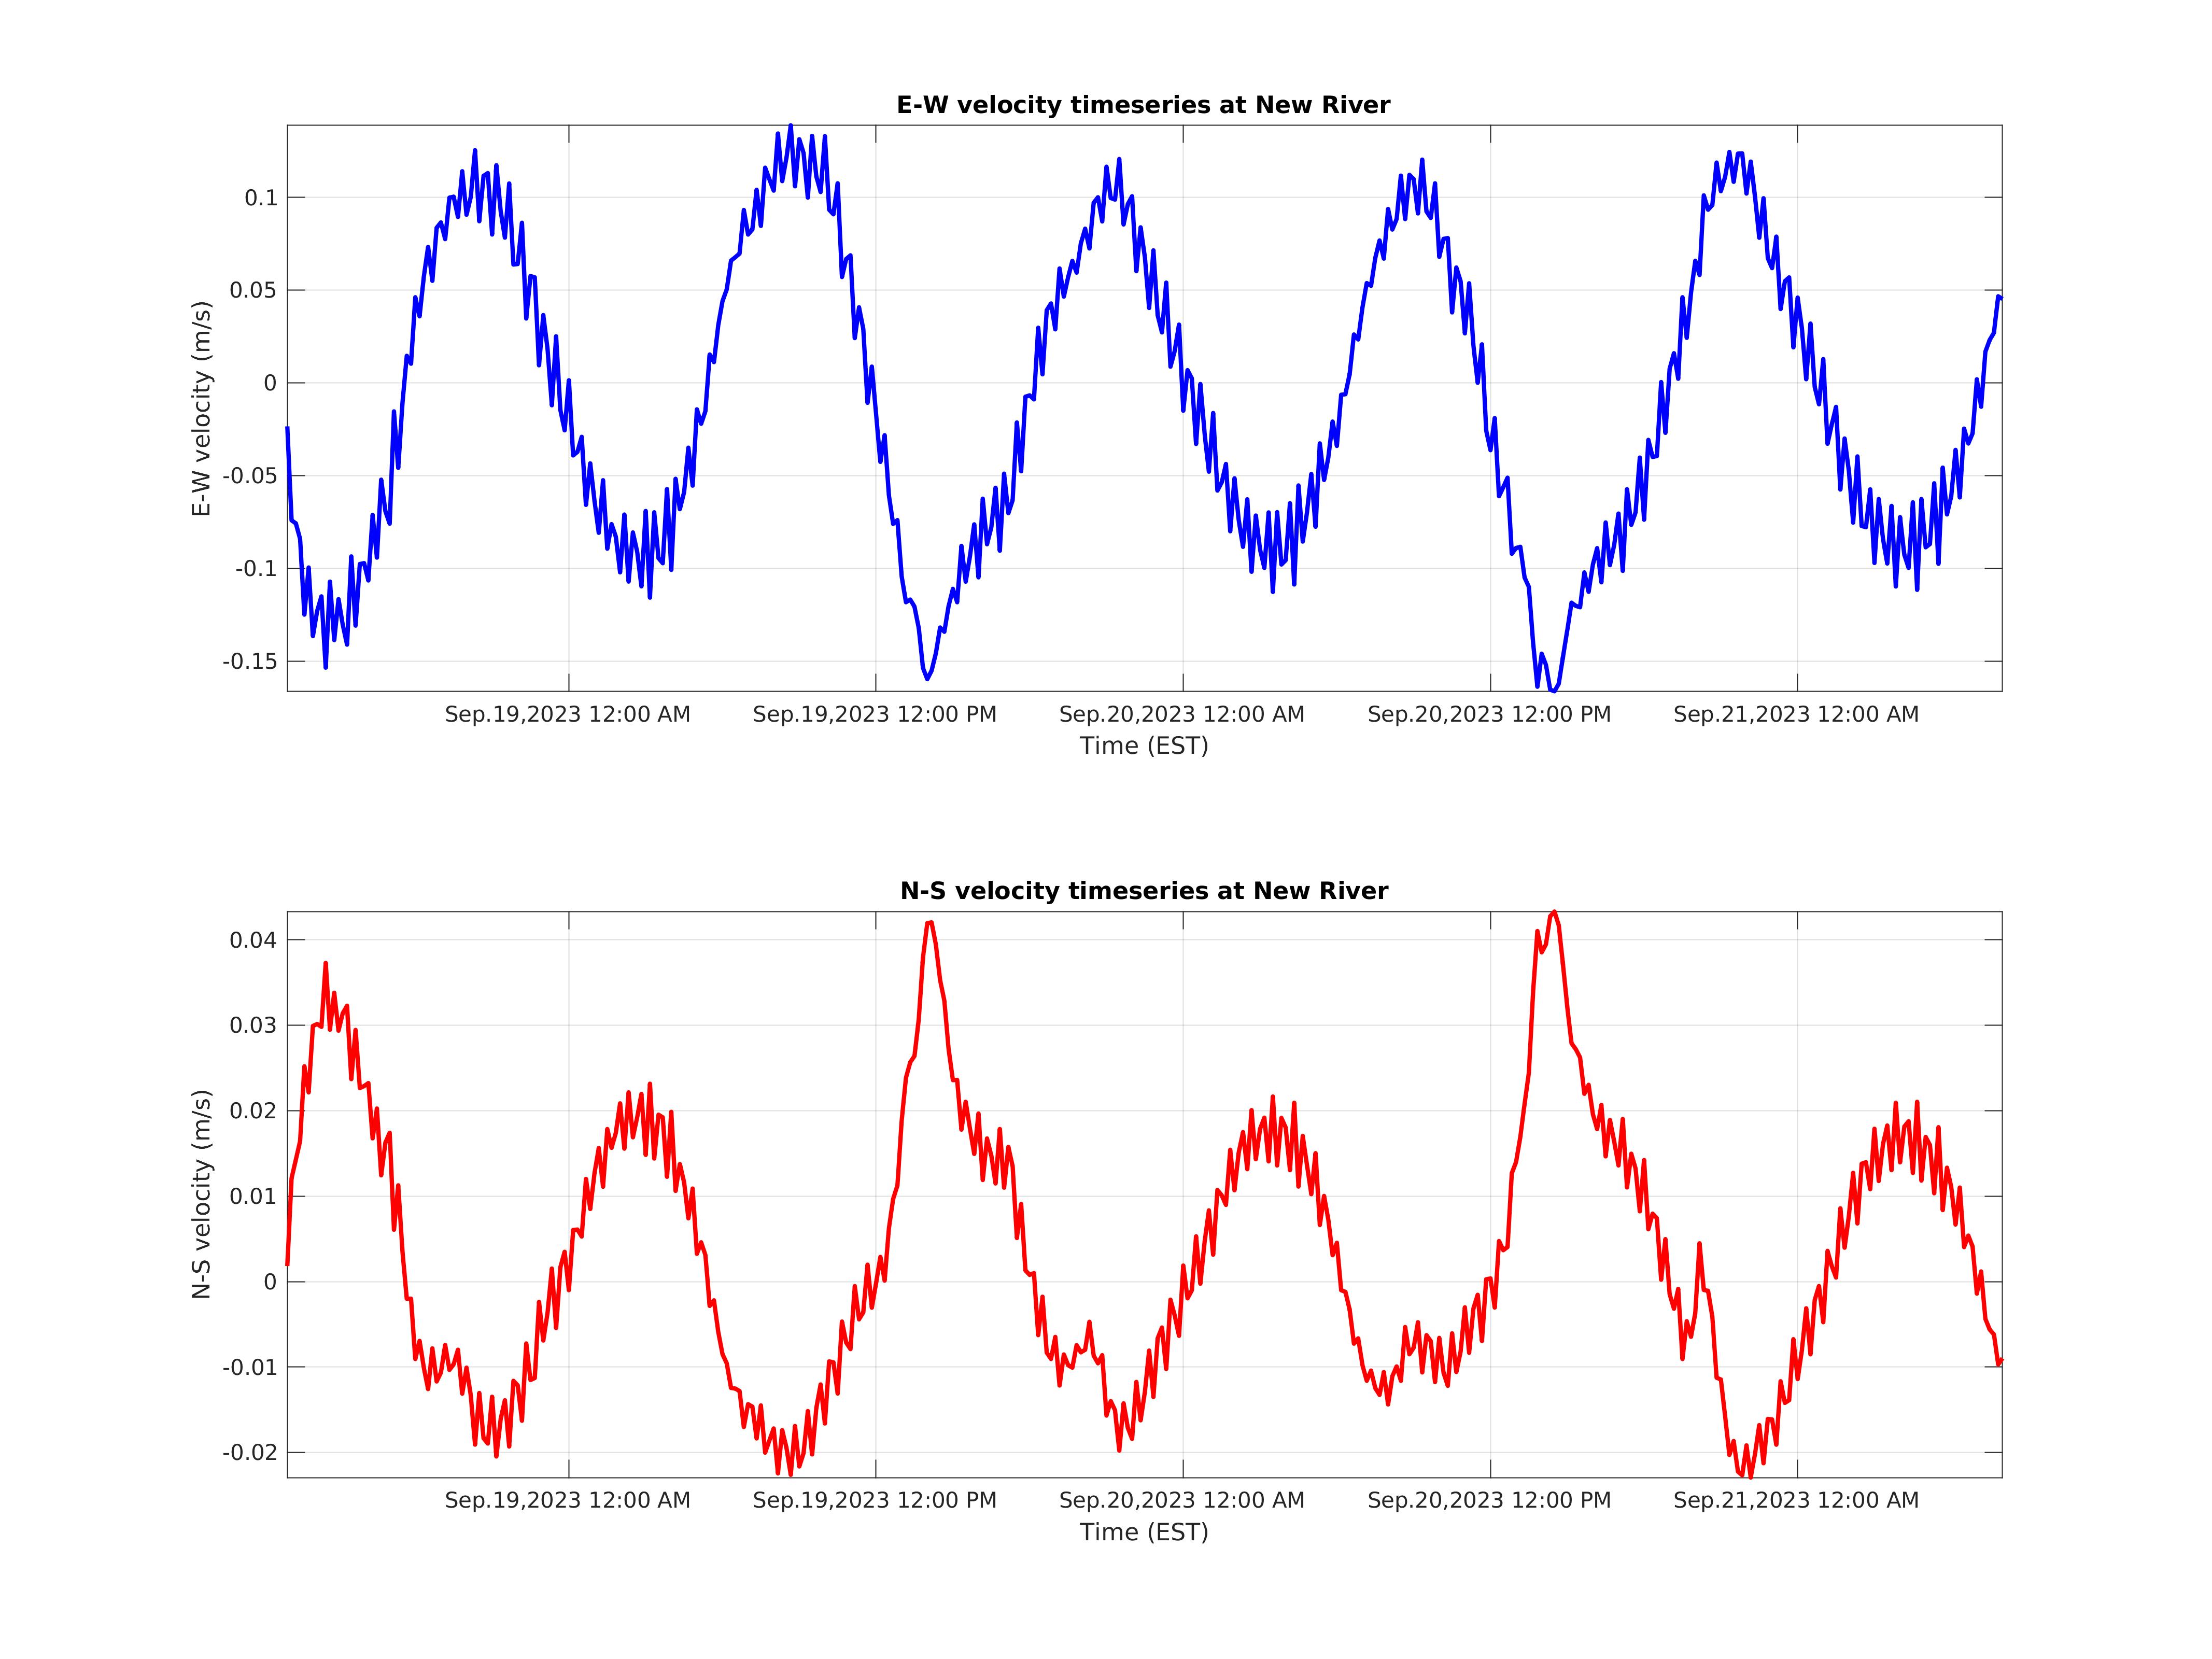 E-W velocity timeseries at New River
E-W velocity (m/s)
0.1
0.05
0
-0.05
-0.1
-0.15
Sep.19,2023 12:00 AM
Sep.19,2023 12:00 PM
Sep.20,2023 12:00 AM
Sep.20,2023 12:00 PM
Sep.21,2023 12:00 AM
Time (EST)
N-S velocity timeseries at New River
N-S velocity (m/s)
0.04
0.03
0.02
0.01
0
-0.01
-0.02
Sep.19,2023 12:00 AM
Sep.19,2023 12:00 PM
Sep.20,2023 12:00 AM
Sep.20,2023 12:00 PM
Sep.21,2023 12:00 AM
Time (EST)